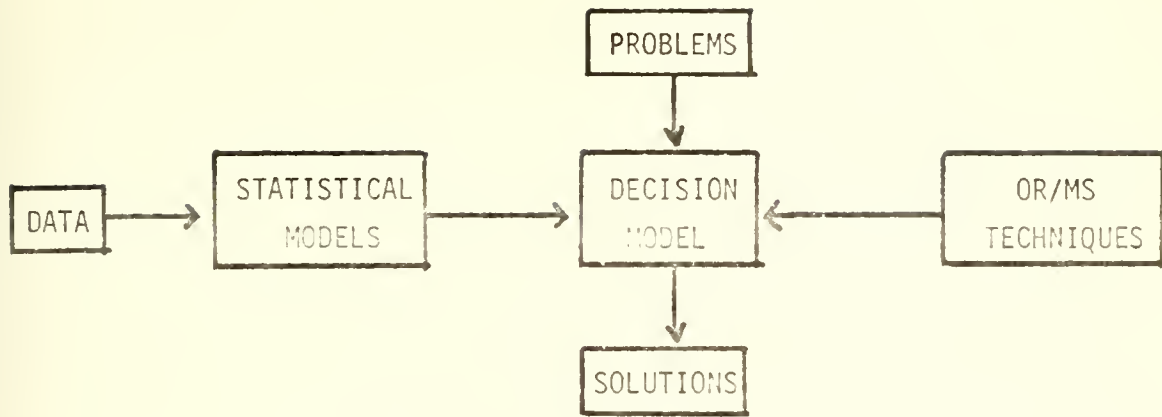 PROBLEMS
DATA
STATISTICAL
MODELS
DECISION
MODEL
OR/MS
TECHNIQUES
SOLUTIONS